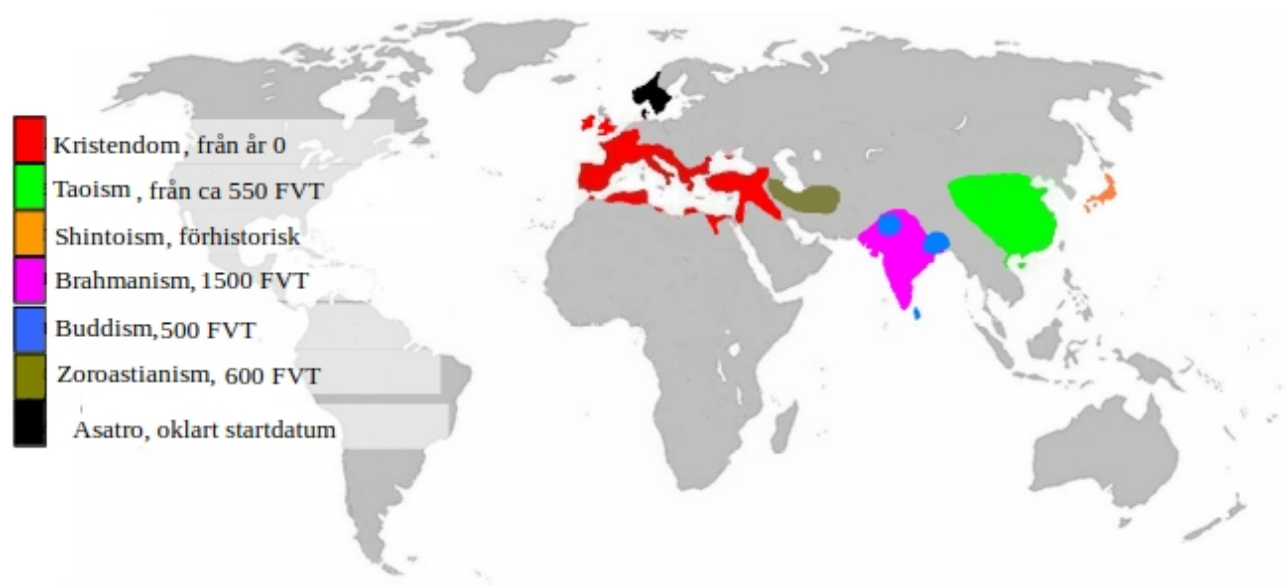 Kristendom, från år 0
Taoism, från ca 550 FVT
Shintoism, förhistorisk
Brahmanism, 1500 FVT
Buddism, 500 FVT
Zoroastianism, 600 FVT
Asatro, oklart startdatum